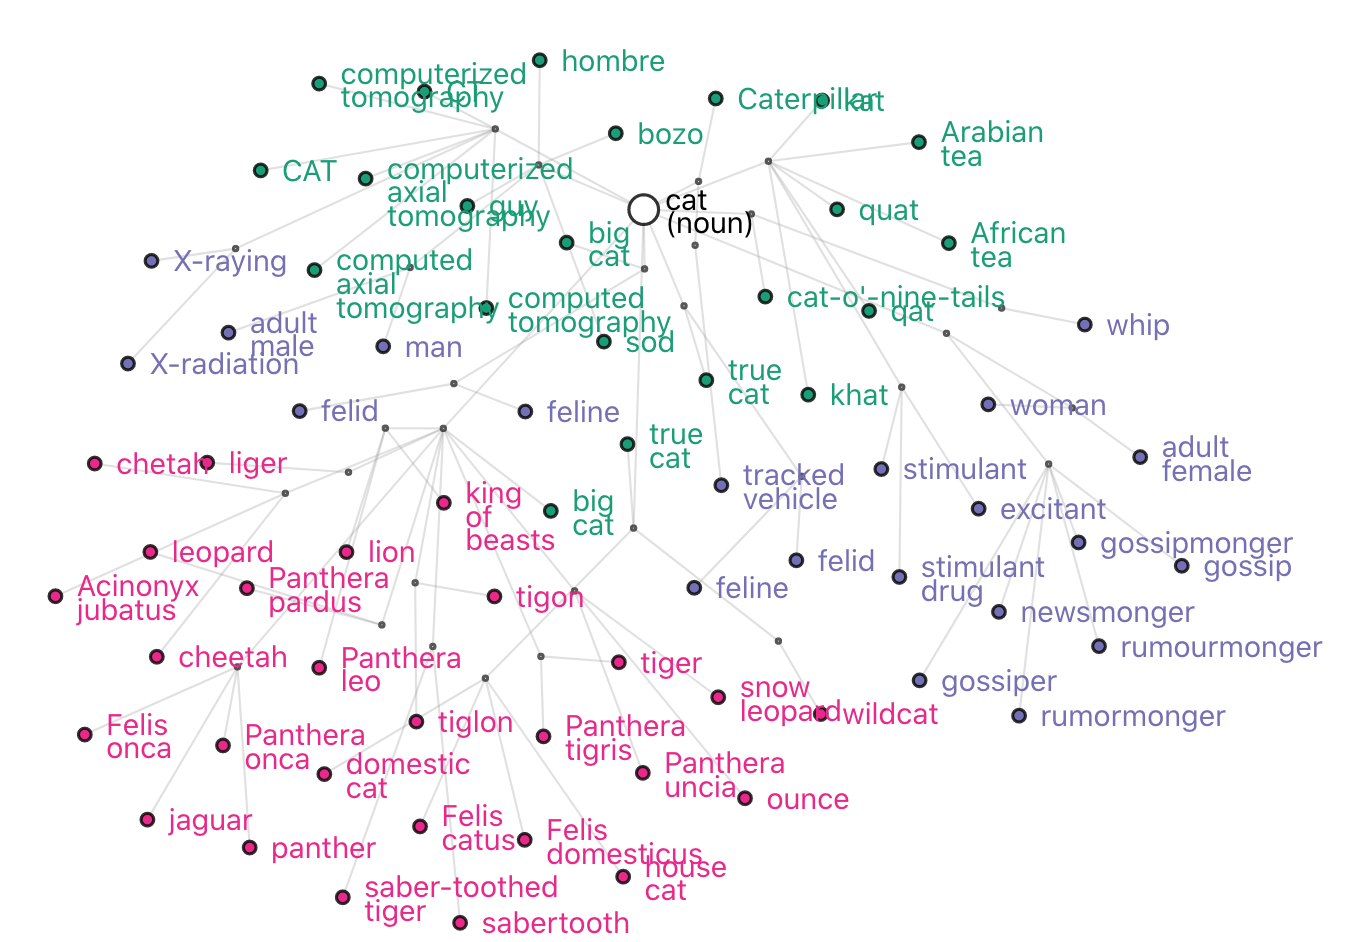 hombre
computerized
tomography
CT
Caterpillar
kat
bozo
Arabian
tea
CAT
computerized
axial
tomography
guy
cat
(noun)
quat
big
cat
African
tea
X-raying
computed
axial
tomography
computed
tomography
cat-o'-nine-tails
qat
whip
adult
male
man
sod
X-radiation
true
cat
khat
woman
felid
feline
true
cat
adult
female
chetah
liger
tracked
vehicle
stimulant
king
of
beasts
big
cat
excitant
leopard
lion
gossipmonger
gossip
felid
Acinonyx
jubatus
Panthera
pardus
tigon
feline
stimulant
drug
newsmonger
rumourmonger
cheetah
Panthera
leo
tiger
snow
leopard
wildcat
gossiper
rumormonger
Felis
onca
Panthera
onca
tiglon
Panthera
tigris
domestic
cat
Panthera
uncia
ounce
jaguar
panther
Felis
catus
Felis
domesticus
house
cat
saber-toothed
tiger
sabertooth